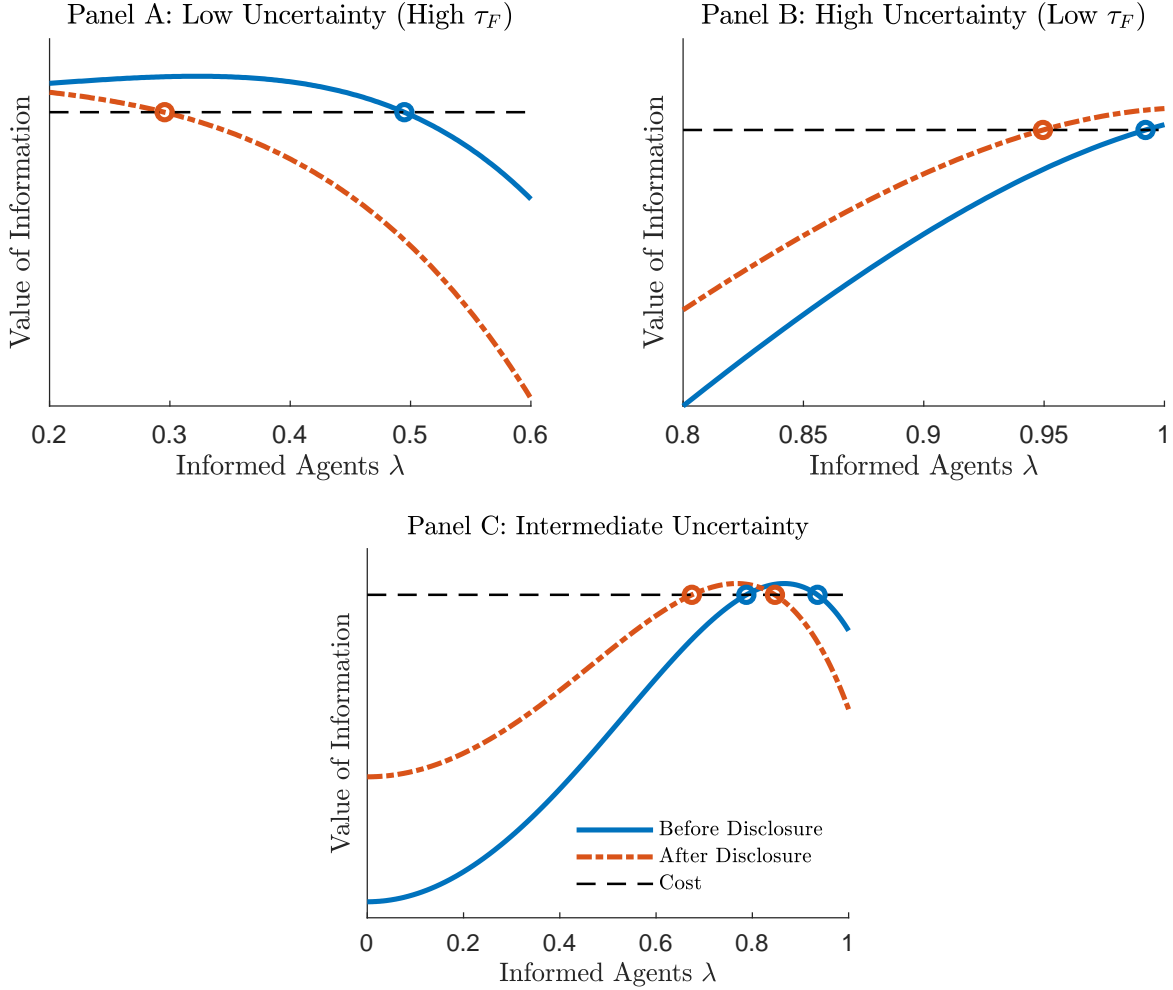 Panel A: Low Uncertainty (High τF)
Value of Information
0.2 0.3 0.4 0.5 0.6
Informed Agents λ
Panel B: High Uncertainty (Low τF)
Value of Information
0.8 0.85 0.9 0.95 1
Informed Agents λ
Panel C: Intermediate Uncertainty
Value of Information
Before Disclosure
After Disclosure
Cost
0 0.2 0.4 0.6 0.8 1
Informed Agents λ